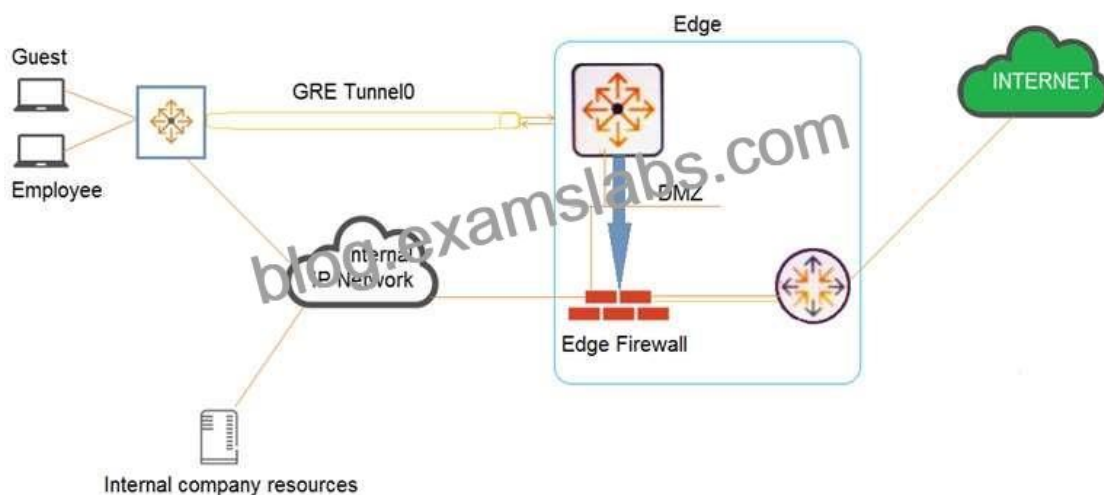 Edge
Guest
GRE Tunnel0
INTERNET
Employee
DMZ
blog.examslabs.com
Internal
IP Network
Edge Firewall
Internal company resources